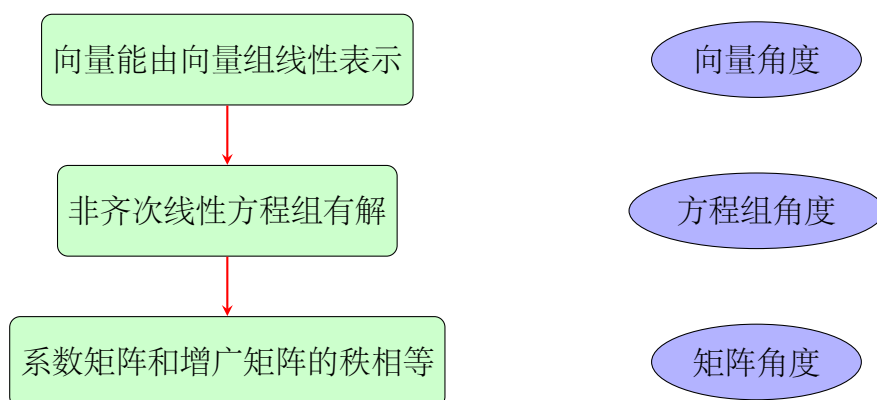 向量能由向量组线性表示
向量角度
非齐次线性方程组有解
方程组角度
系数矩阵和增广矩阵的秩相等
矩阵角度